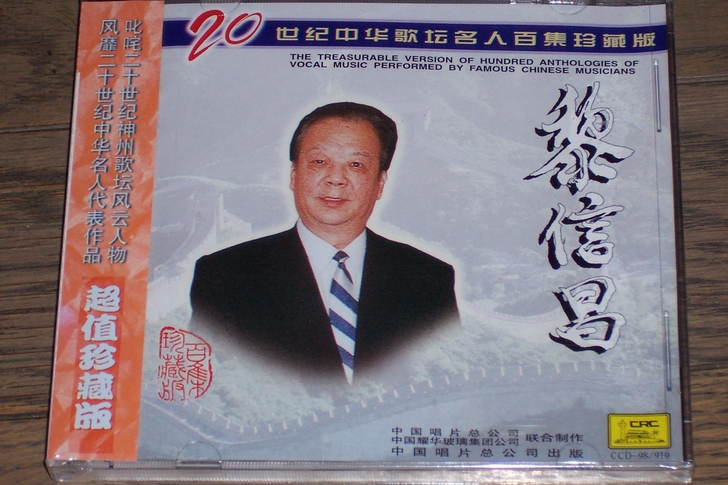 20世纪中华歌坛名人百集珍藏版
THE TREASURABLE VERSION OF HUNDRED ANTHOLOGIES OF
VOCAL MUSIC PERFORMED BY FAMOUS CHINESE MUSICIANS
叱咤二十世纪神州歌坛风云人物
风靡二十世纪中华名人代表作品
超值珍藏版
黎信昌
百集
珍藏版
中国唱片总公司
中国耀华玻璃集团公司
联合制作
中国唱片总公司出版
CRC
CCD-98/919